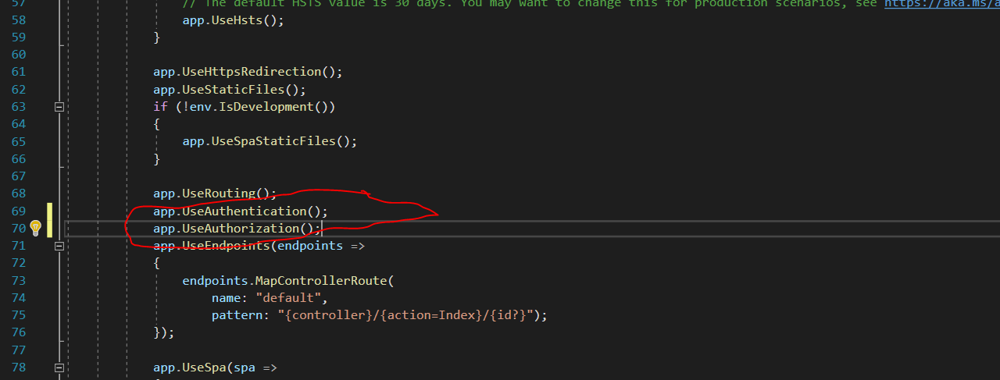 57 // The default HSTS value is 30 days. You may want to change this for production scenarios, see https://aka.ms/a
58 app.UseHsts();
59 }
60
61 app.UseHttpsRedirection();
62 app.UseStaticFiles();
63 if (!env.IsDevelopment())
64 {
65 app.UseSpaStaticFiles();
66 }
67
68 app.UseRouting();
69 app.UseAuthentication();
70 app.UseAuthorization();
71 app.UseEndpoints(endpoints =>
72 {
73 endpoints.MapControllerRoute(
74 name: "default",
75 pattern: "{controller}/{action=Index}/{id?}");
76 });
77
78 app.UseSpa(spa =>